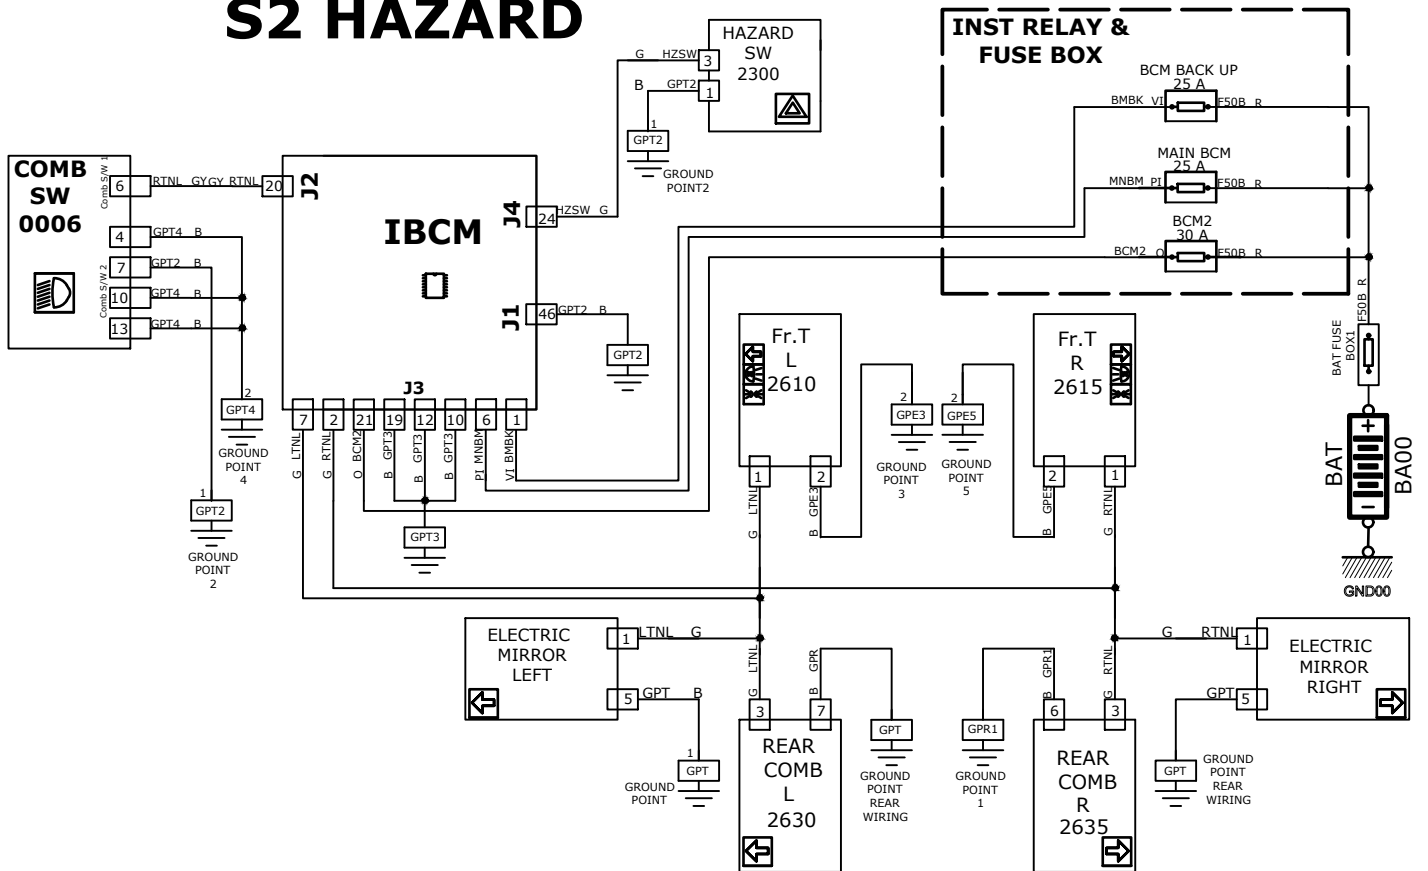 S2 HAZARD
HAZARD
SW
2300
3
1
G HZSW
B GPT2
1
GPT2
GROUND
POINT2
INST RELAY &
FUSE BOX
BCM BACK UP
25 A
BMBK VI
F50B R
MAIN BCM
25 A
MNBM PI
F50B R
BCM2
30 A
BCM2 O
F50B R
F50B R
BAT FUSE
BOX1
BAT
BA00
+
−
GND00
COMB
SW
0006
Comb S/W 1
Comb S/W 2
6
RTNL GY
GY RTNL
20
4
GPT4 B
7
GPT2 B
10
GPT4 B
13
GPT4 B
2
GPT4
GROUND
POINT
4
1
GPT2
GROUND
POINT
2
IBCM
J2
J4
J1
J3
24
HZSW G
46
GPT2 B
GPT2
7
2
21
19
12
10
6
1
G LTNL
G RTNL
O BCM2
B GPT3
B GPT3
B GPT3
PI MNBM
VI BMBK
GPT3
Fr.T
L
2610
1
2
G LTNL
B GPE3
2
GPE3
GROUND
POINT
3
2
GPE5
GROUND
POINT
5
Fr.T
R
2615
2
1
B GPE5
G RTNL
ELECTRIC
MIRROR
LEFT
1
LTNL G
5
GPT B
1
GPT
GROUND
POINT
G LTNL
B GPR
3
7
REAR
COMB
L
2630
GPT
GROUND
POINT
REAR
WIRING
GPR1
GROUND
POINT
1
B GPR1
G RTNL
6
3
REAR
COMB
R
2635
G RTNL
1
GPT
5
ELECTRIC
MIRROR
RIGHT
GPT
GROUND
POINT
REAR
WIRING